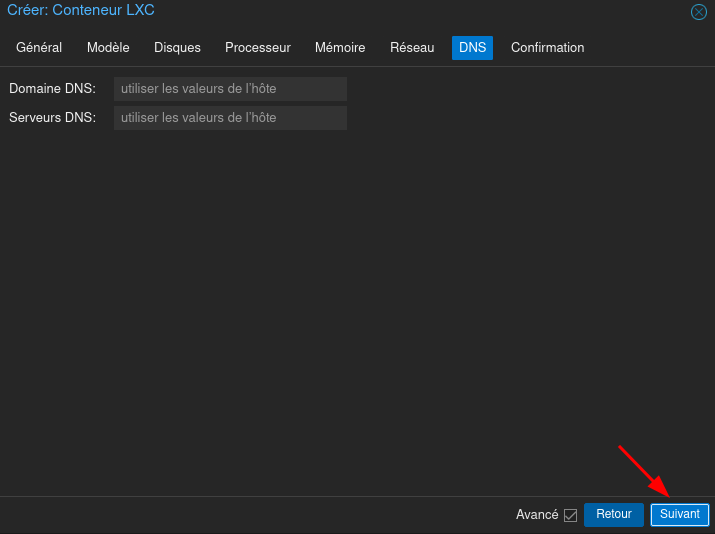 Créer: Conteneur LXC
Général Modèle Disques Processeur Mémoire Réseau DNS Confirmation
Domaine DNS: utiliser les valeurs de l'hôte
Serveurs DNS: utiliser les valeurs de l'hôte
Avancé Retour Suivant